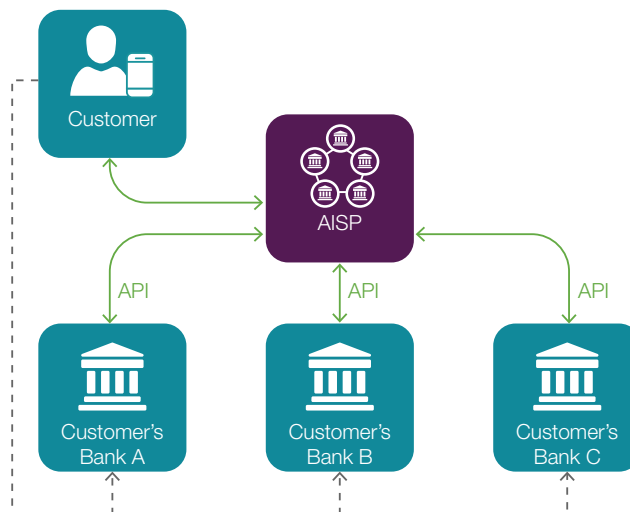 Customer
AISP
API
API
API
Customer's
Bank A
Customer's
Bank B
Customer's
Bank C